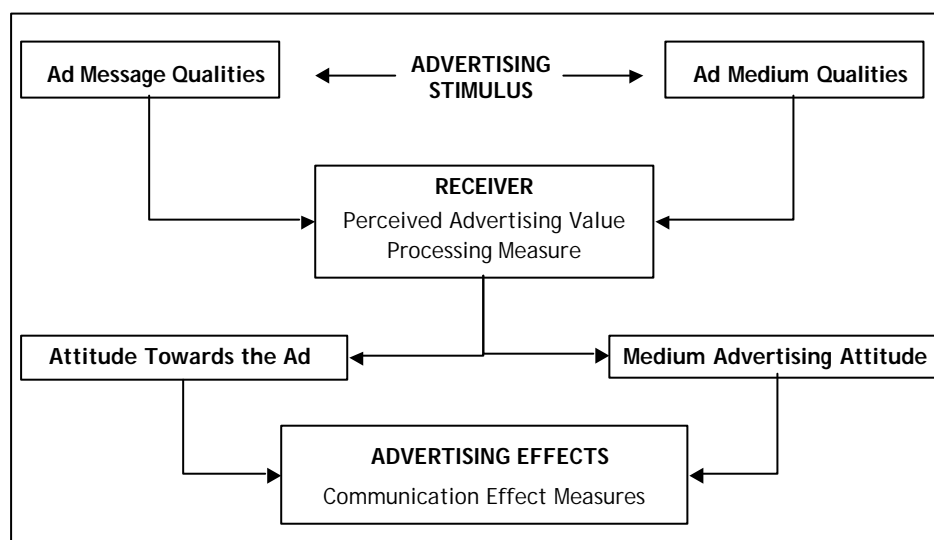 Ad Message Qualities
ADVERTISING
STIMULUS
Ad Medium Qualities
RECEIVER
Perceived Advertising Value
Processing Measure
Attitude Towards the Ad
Medium Advertising Attitude
ADVERTISING EFFECTS
Communication Effect Measures